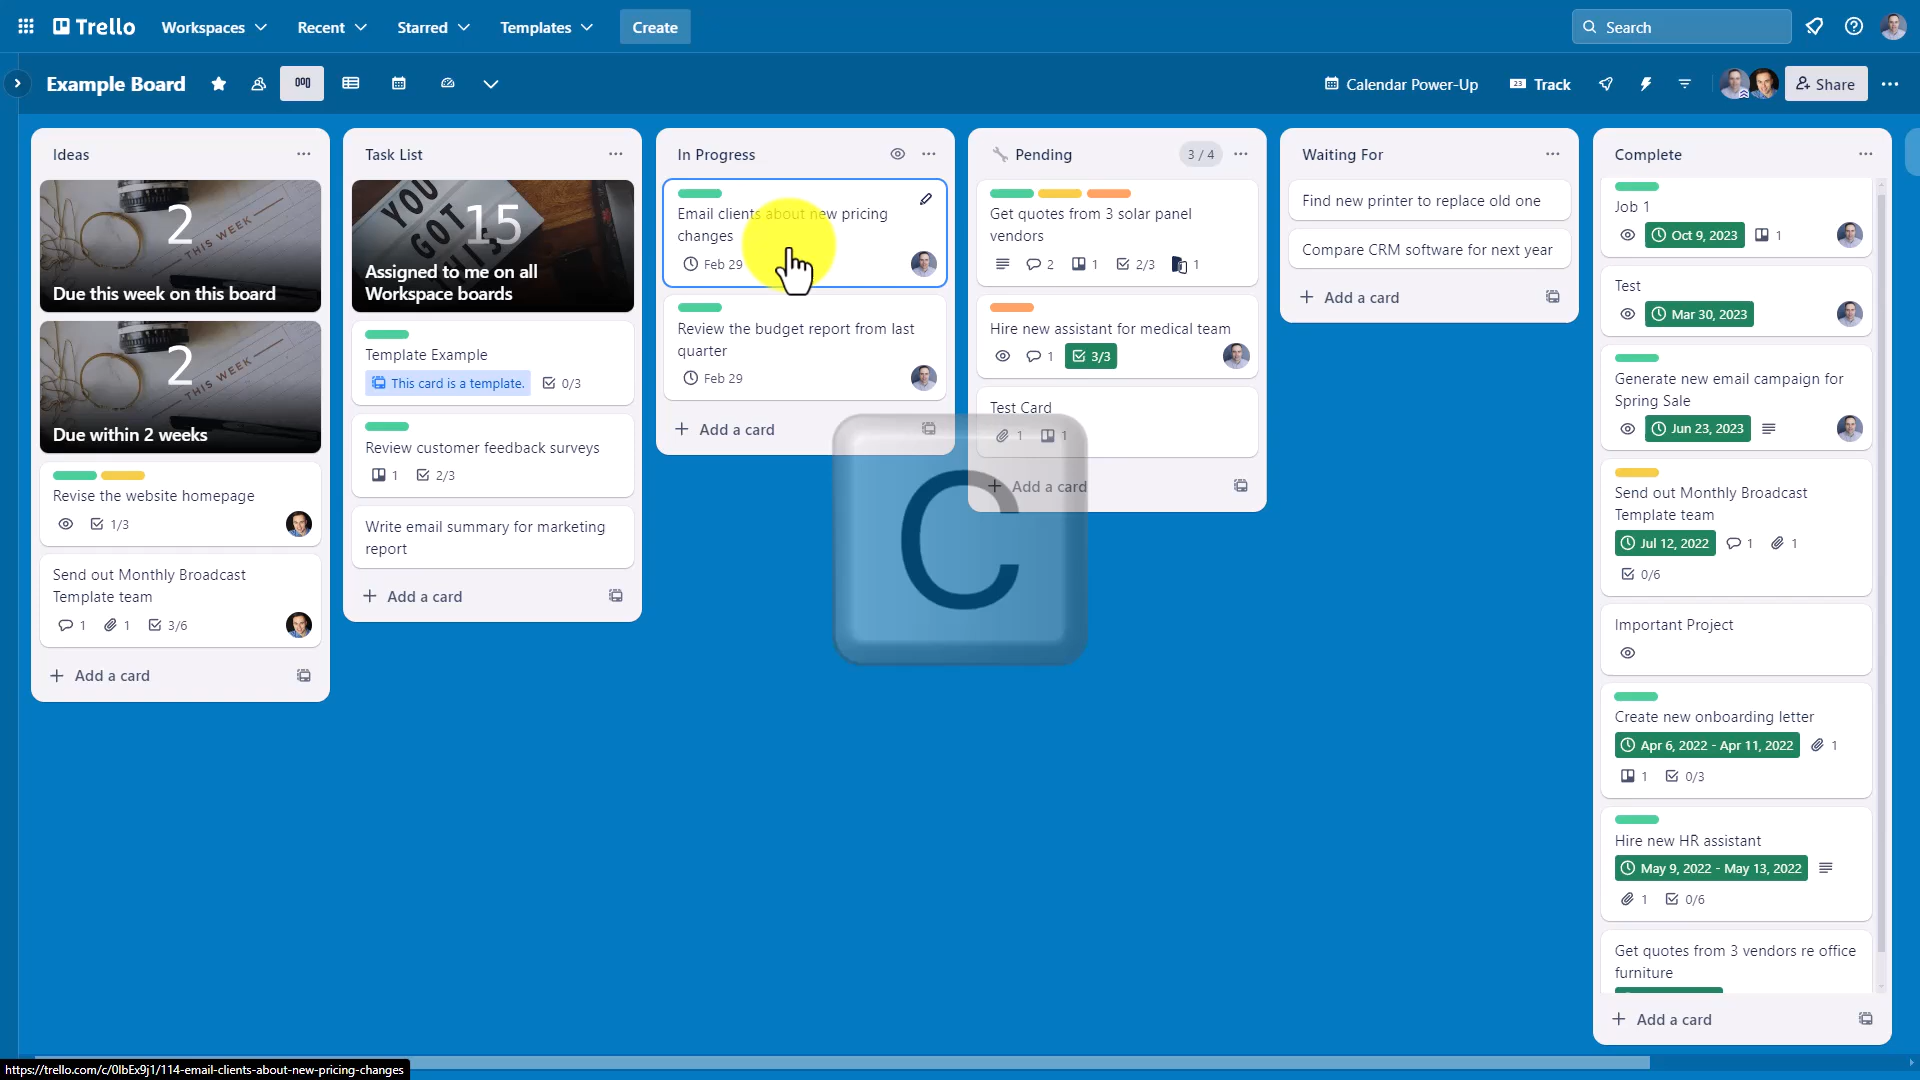 Trello
Workspaces
Recent
Starred
Templates
Create
Search
Example Board
Calendar Power-Up
23
Track
Share
Ideas
2
Due this week on this board
2
Due within 2 weeks
Revise the website homepage
1/3
Send out Monthly Broadcast
Template team
1
1
3/6
Add a card
Task List
YOU
GOT
THIS
15
Assigned to me on all
Workspace boards
Template Example
This card is a template.
0/3
Review customer feedback surveys
1
2/3
Write email summary for marketing
report
Add a card
In Progress
Email clients about new pricing
changes
Feb 29
Review the budget report from last
quarter
Feb 29
Add a card
Pending
3 / 4
Get quotes from 3 solar panel
vendors
2
1
2/3
1
Hire new assistant for medical team
1
3/3
Test Card
1
1
Add a card
C
Waiting For
Find new printer to replace old one
Compare CRM software for next year
Add a card
Complete
Job 1
Oct 9, 2023
1
Test
Mar 30, 2023
Generate new email campaign for
Spring Sale
Jun 23, 2023
Send out Monthly Broadcast
Template team
Jul 12, 2022
1
1
0/6
Important Project
Create new onboarding letter
Apr 6, 2022 - Apr 11, 2022
1
1
0/3
Hire new HR assistant
May 9, 2022 - May 13, 2022
1
0/6
Get quotes from 3 vendors re office
furniture
Add a card
https://trello.com/c/0lbEx9j1/114-email-clients-about-new-pricing-changes